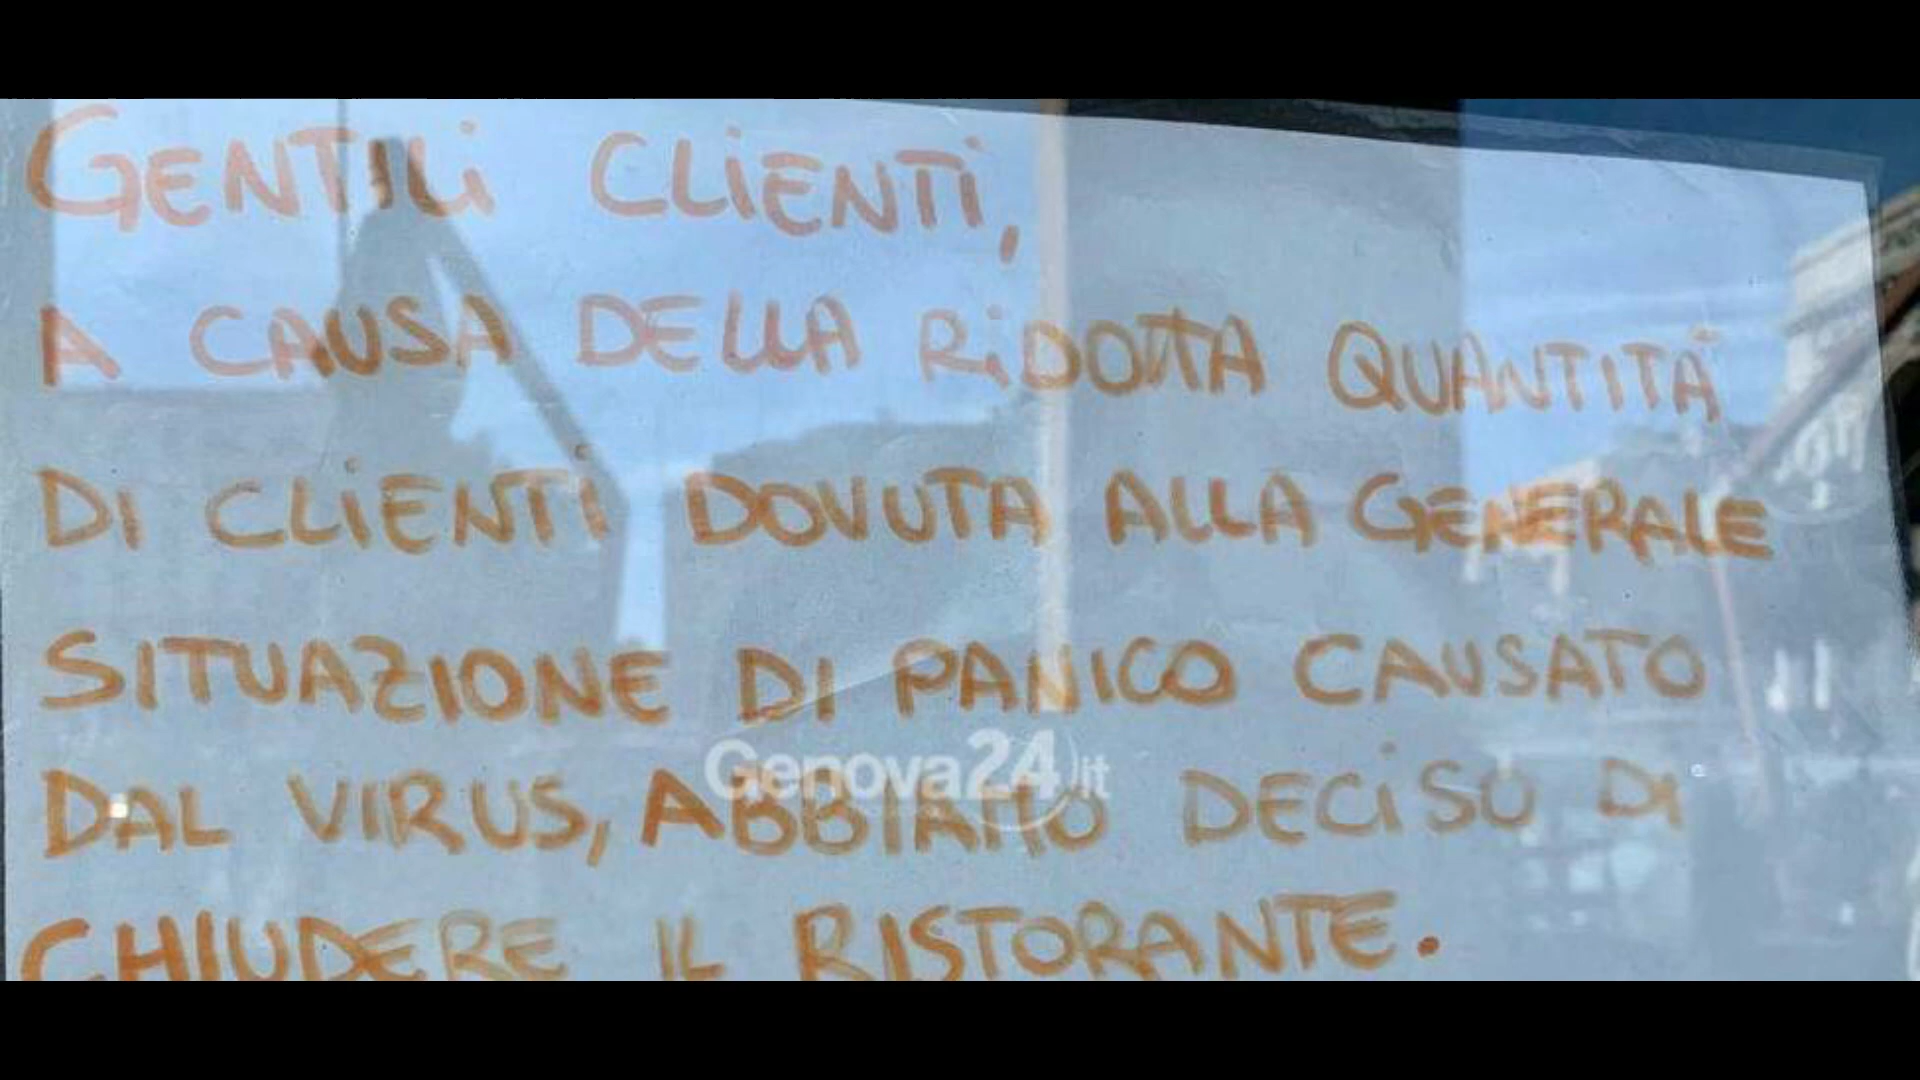 GENTILI CLIENTI,
A CAUSA DELLA RIDOTTA QUANTITÀ
DI CLIENTI DOVUTA ALLA GENERALE
SITUAZIONE DI PANICO CAUSATO
Genova24.it
DAL VIRUS, ABBIAMO DECISO DI
CHIUDERE IL RISTORANTE.